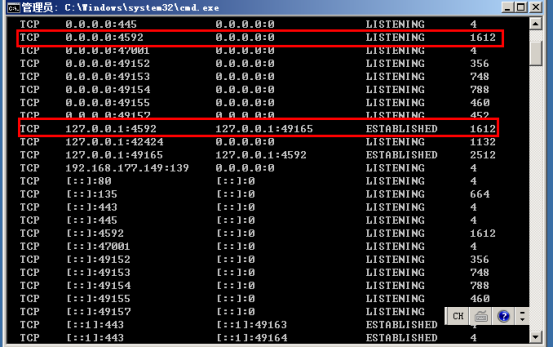 管理员: C:\Windows\system32\cmd.exe
TCP 0.0.0.0:445 0.0.0.0:0 LISTENING 4
TCP 0.0.0.0:4592 0.0.0.0:0 LISTENING 1612
TCP 0.0.0.0:47001 0.0.0.0:0 LISTENING 4
TCP 0.0.0.0:49152 0.0.0.0:0 LISTENING 356
TCP 0.0.0.0:49153 0.0.0.0:0 LISTENING 748
TCP 0.0.0.0:49154 0.0.0.0:0 LISTENING 788
TCP 0.0.0.0:49155 0.0.0.0:0 LISTENING 460
TCP 0.0.0.0:49157 0.0.0.0:0 LISTENING 452
TCP 127.0.0.1:4592 127.0.0.1:49165 ESTABLISHED 1612
TCP 127.0.0.1:42424 0.0.0.0:0 LISTENING 1132
TCP 127.0.0.1:49165 127.0.0.1:4592 ESTABLISHED 2512
TCP 192.168.177.149:139 0.0.0.0:0 LISTENING 4
TCP [::]:80 [::]:0 LISTENING 4
TCP [::]:135 [::]:0 LISTENING 664
TCP [::]:443 [::]:0 LISTENING 4
TCP [::]:445 [::]:0 LISTENING 4
TCP [::]:4592 [::]:0 LISTENING 1612
TCP [::]:47001 [::]:0 LISTENING 4
TCP [::]:49152 [::]:0 LISTENING 356
TCP [::]:49153 [::]:0 LISTENING 748
TCP [::]:49154 [::]:0 LISTENING 788
TCP [::]:49155 [::]:0 LISTENING 460
TCP [::]:49157 [::]:0 LISTENING
CH
TCP [::1]:443 [::1]:49163 ESTABLISHED 4
TCP [::1]:443 [::1]:49164 ESTABLISHED 4